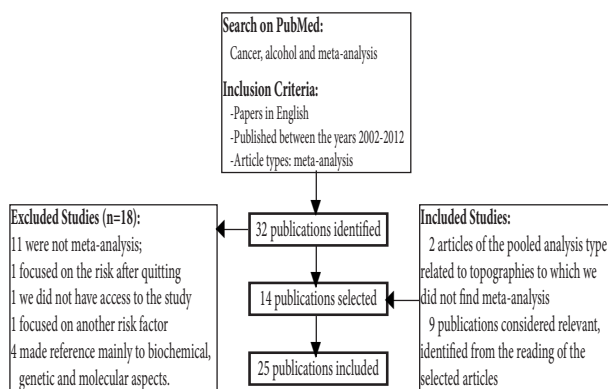 Search on PubMed:
Cancer, alcohol and meta-analysis
Inclusion Criteria:
-Papers in English
-Published between the years 2002-2012
-Article types: meta-analysis
Excluded Studies (n=18):
11 were not meta-analysis;
1 focused on the risk after quitting
1 we did not have access to the study
1 focused on another risk factor
4 made reference mainly to biochemical,
genetic and molecular aspects.
32 publications identified
14 publications selected
25 publications included
Included Studies:
2 articles of the pooled analysis type
related to topographies to which we
did not find meta-analysis
9 publications considered relevant,
identified from the reading of the
selected articles